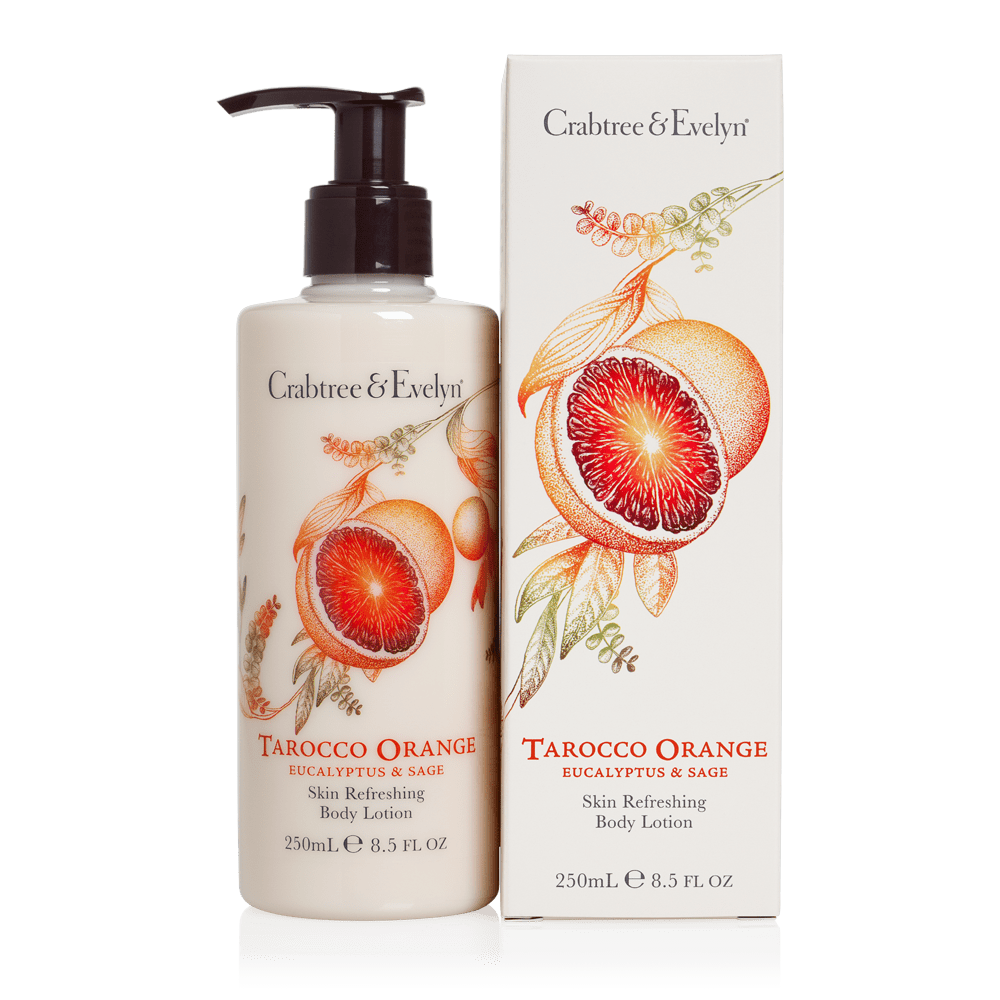 Crabtree & Evelyn®
TAROCCO ORANGE
EUCALYPTUS & SAGE
Skin Refreshing
Body Lotion
250mL ℮ 8.5 FL OZ
Crabtree & Evelyn®
TAROCCO ORANGE
EUCALYPTUS & SAGE
Skin Refreshing
Body Lotion
250mL ℮ 8.5 FL OZ